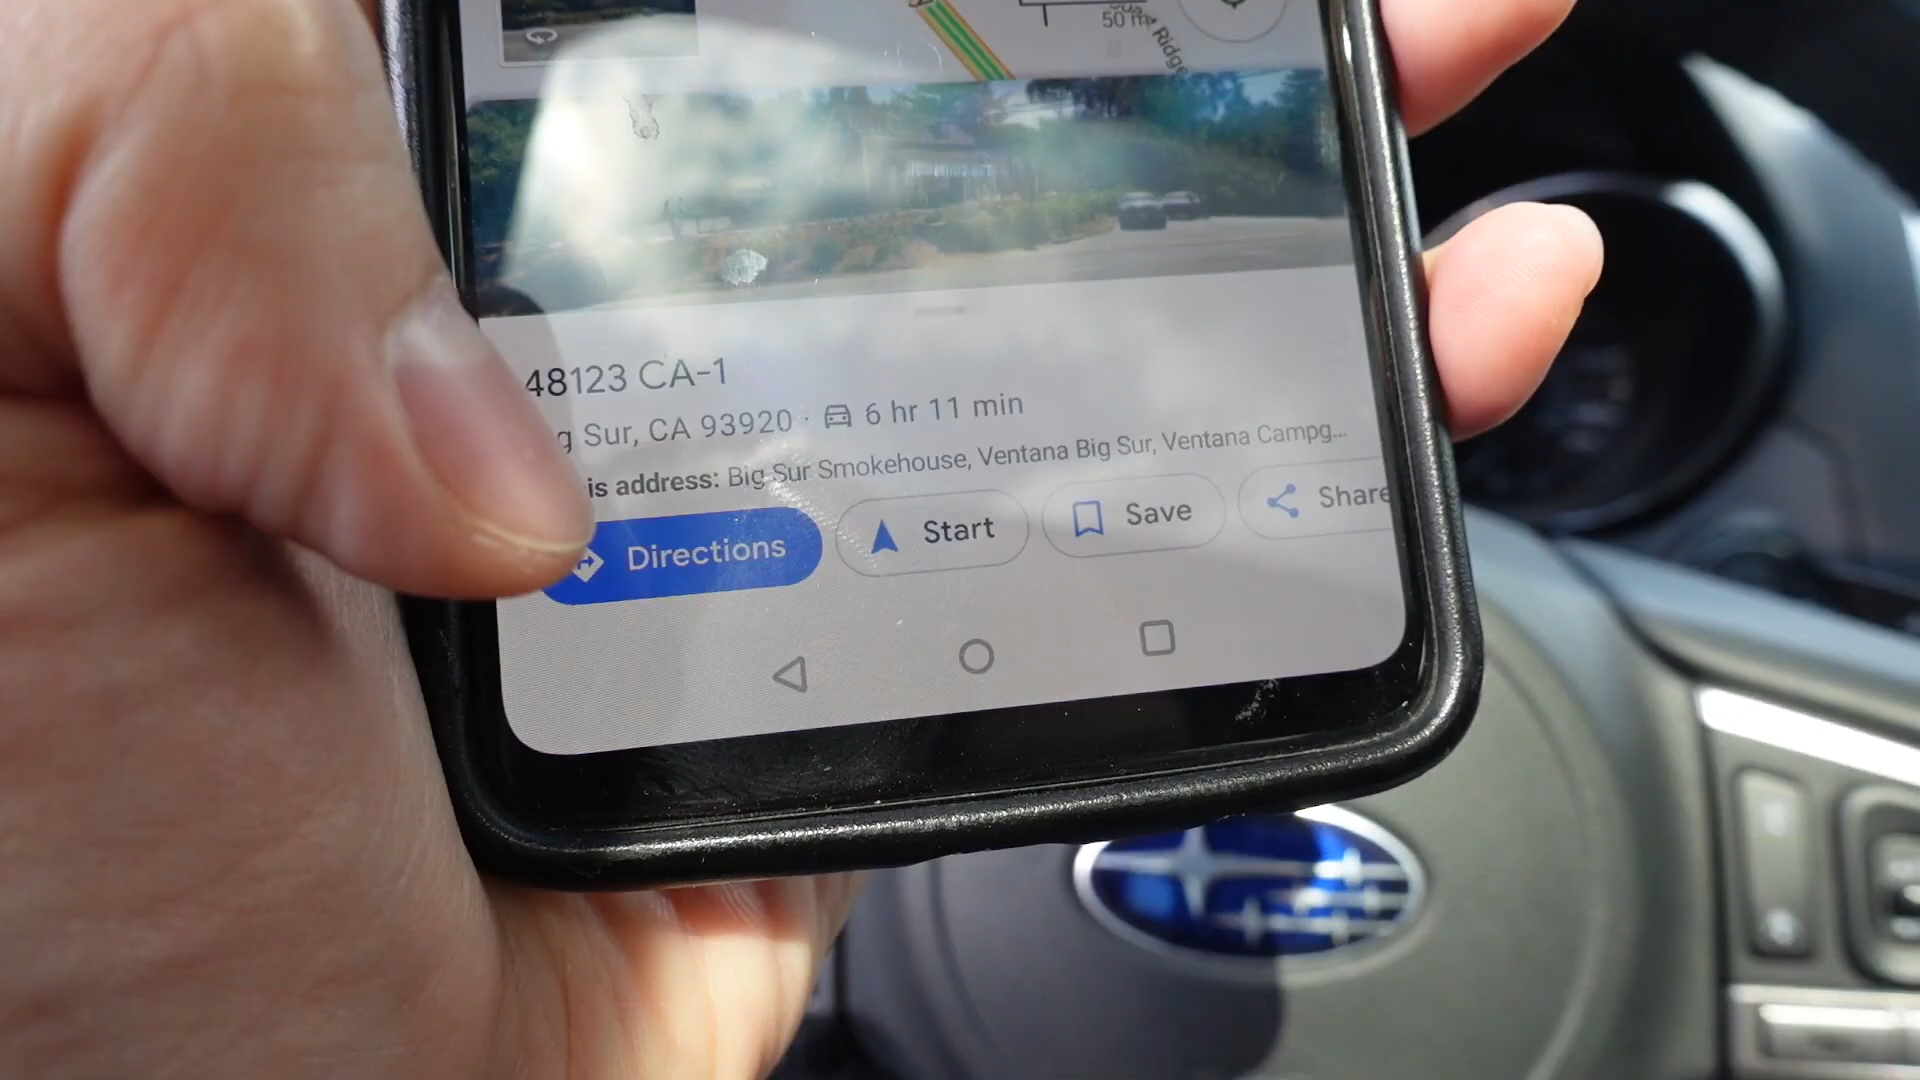 50 m
Ridge
48123 CA-1
g Sur, CA 93920 · 6 hr 11 min
is address: Big Sur Smokehouse, Ventana Big Sur, Ventana Campg...
Directions
Start
Save
Share